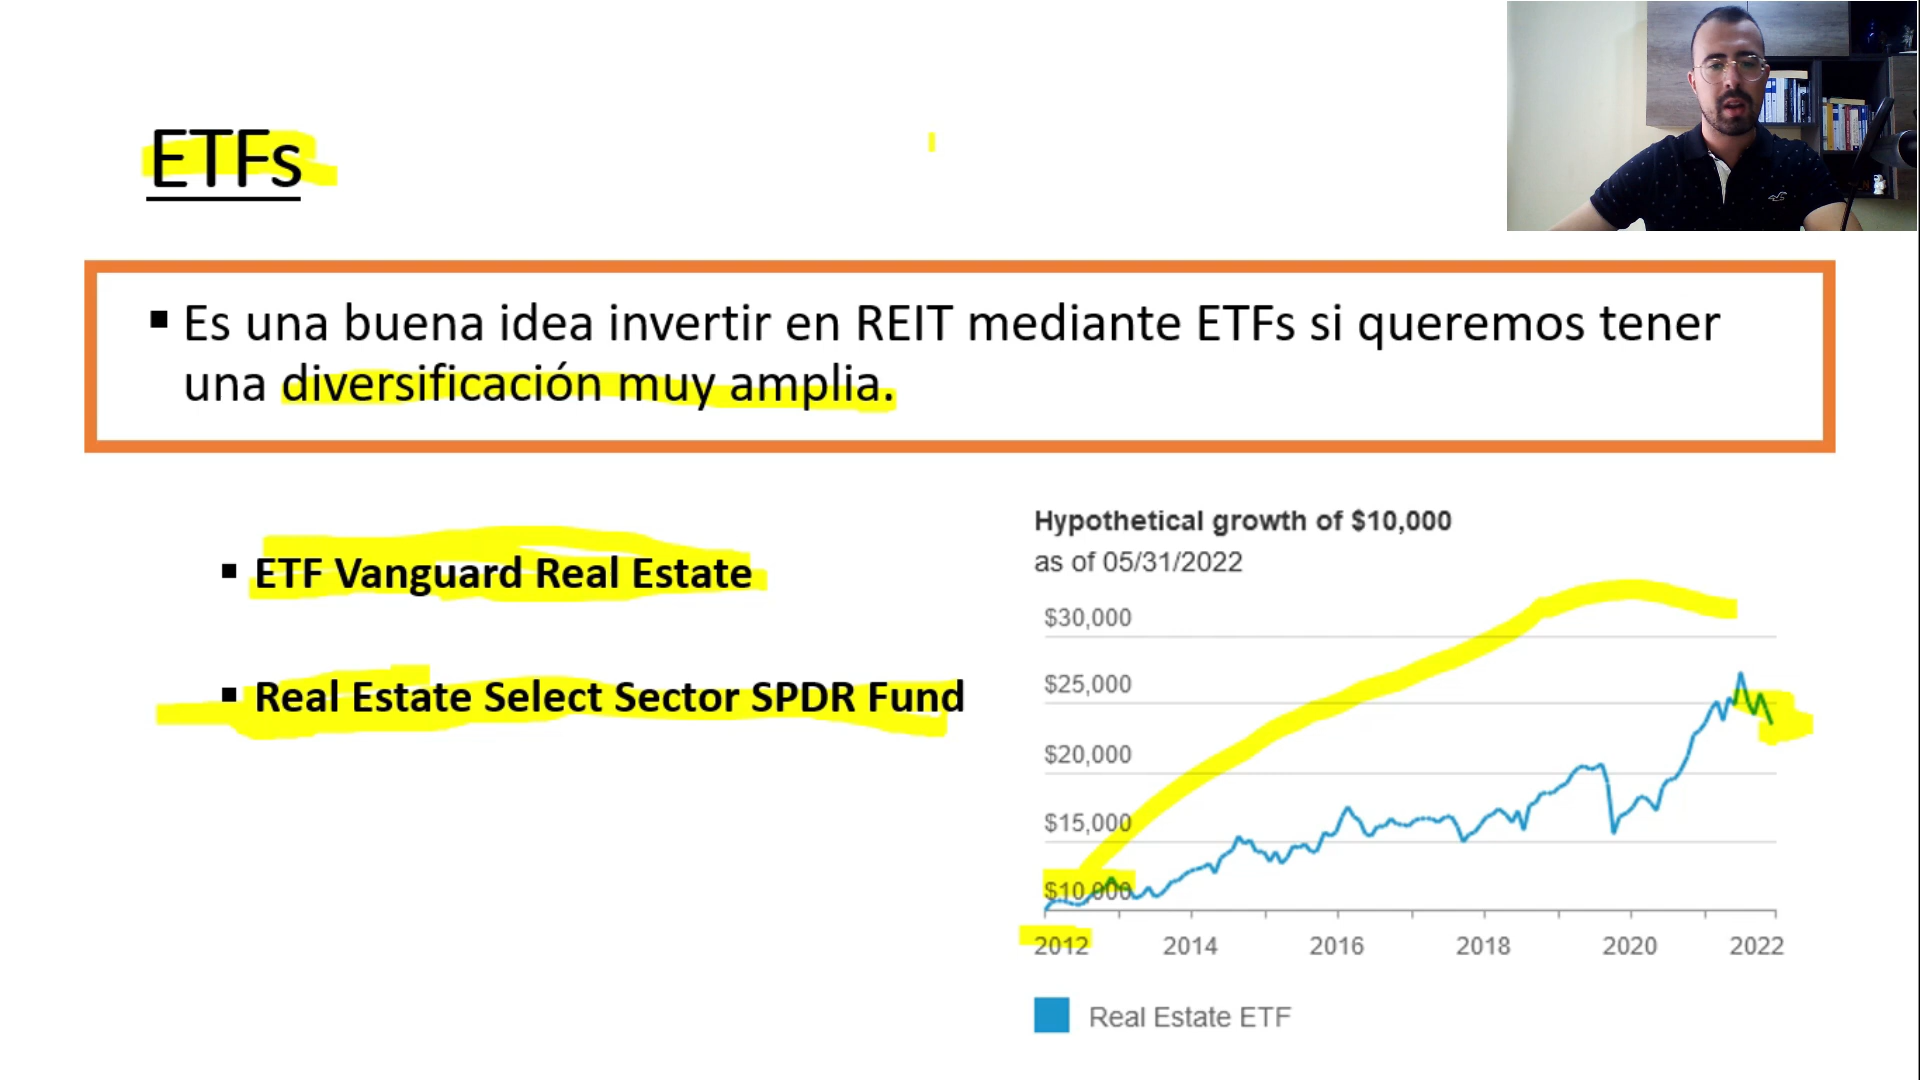 ETFs
▪ Es una buena idea invertir en REIT mediante ETFs si queremos tener
una diversificación muy amplia.
▪ ETF Vanguard Real Estate
▪ Real Estate Select Sector SPDR Fund
Hypothetical growth of $10,000
as of 05/31/2022
$30,000
$25,000
$20,000
$15,000
$10,000
2012 2014 2016 2018 2020 2022
Real Estate ETF